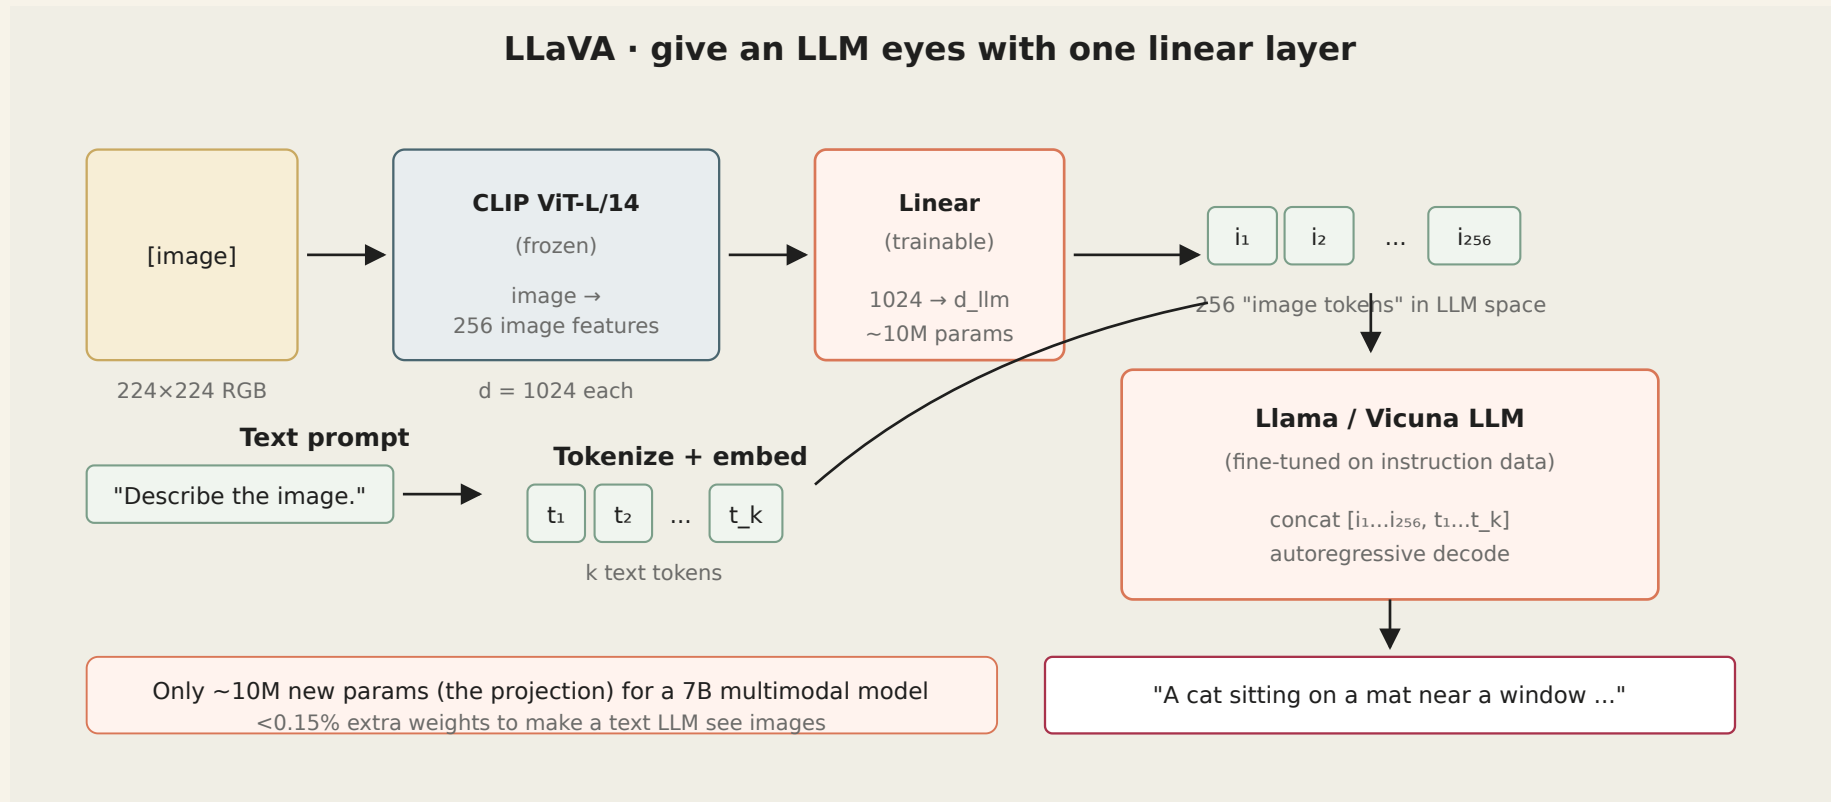 LLaVA · give an LLM eyes with one linear layer
[image]
224×224 RGB
CLIP ViT-L/14
(frozen)
image →
256 image features
d = 1024 each
Linear
(trainable)
1024 → d_llm
~10M params
i₁ i₂ ... i₂₅₆
256 "image tokens" in LLM space
Text prompt
"Describe the image."
Tokenize + embed
t₁ t₂ ... t_k
k text tokens
Llama / Vicuna LLM
(fine-tuned on instruction data)
concat [i₁...i₂₅₆, t₁...t_k]
autoregressive decode
Only ~10M new params (the projection) for a 7B multimodal model
<0.15% extra weights to make a text LLM see images
"A cat sitting on a mat near a window ..."